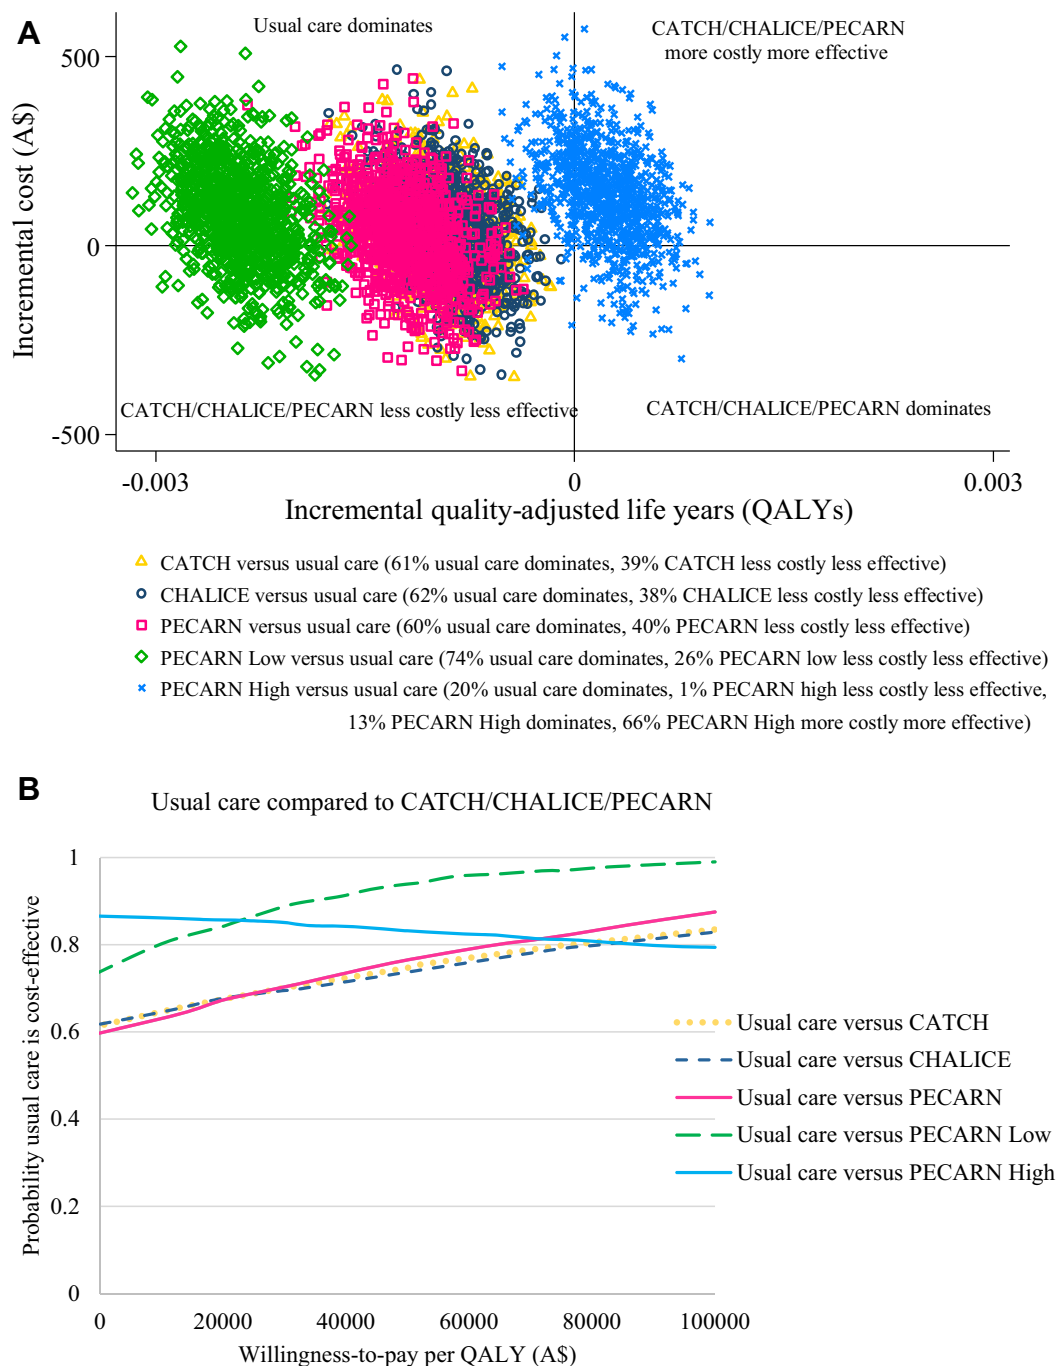 A
Usual care dominates
CATCH/CHALICE/PECARN
more costly more effective
500
0
-500
Incremental cost (A$)
CATCH/CHALICE/PECARN less costly less effective
CATCH/CHALICE/PECARN dominates
-0.003
0
0.003
Incremental quality-adjusted life years (QALYs)
CATCH versus usual care (61% usual care dominates, 39% CATCH less costly less effective)
CHALICE versus usual care (62% usual care dominates, 38% CHALICE less costly less effective)
PECARN versus usual care (60% usual care dominates, 40% PECARN less costly less effective)
PECARN Low versus usual care (74% usual care dominates, 26% PECARN low less costly less effective)
PECARN High versus usual care (20% usual care dominates, 1% PECARN high less costly less effective,
13% PECARN High dominates, 66% PECARN High more costly more effective)
B
Usual care compared to CATCH/CHALICE/PECARN
Probability usual care is cost-effective
1
0.8
0.6
0.4
0.2
0
Usual care versus CATCH
Usual care versus CHALICE
Usual care versus PECARN
Usual care versus PECARN Low
Usual care versus PECARN High
0
20000
40000
60000
80000
100000
Willingness-to-pay per QALY (A$)